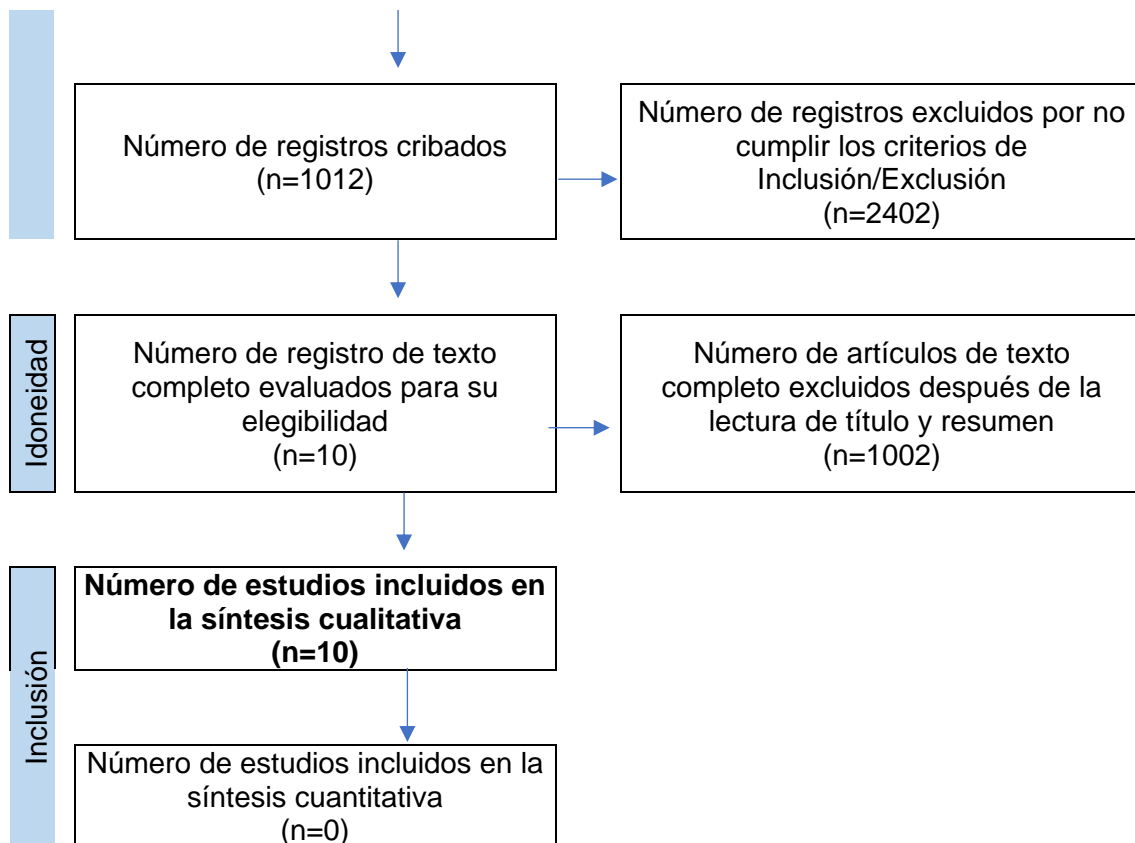 Número de registros cribados
(n=1012)
Número de registros excluidos por no
cumplir los criterios de
Inclusión/Exclusión
(n=2402)
Idoneidad
Número de registro de texto
completo evaluados para su
elegibilidad
(n=10)
Número de artículos de texto
completo excluidos después de la
lectura de título y resumen
(n=1002)
Inclusión
Número de estudios incluidos en
la síntesis cualitativa
(n=10)
Número de estudios incluidos en la
síntesis cuantitativa
(n=0)